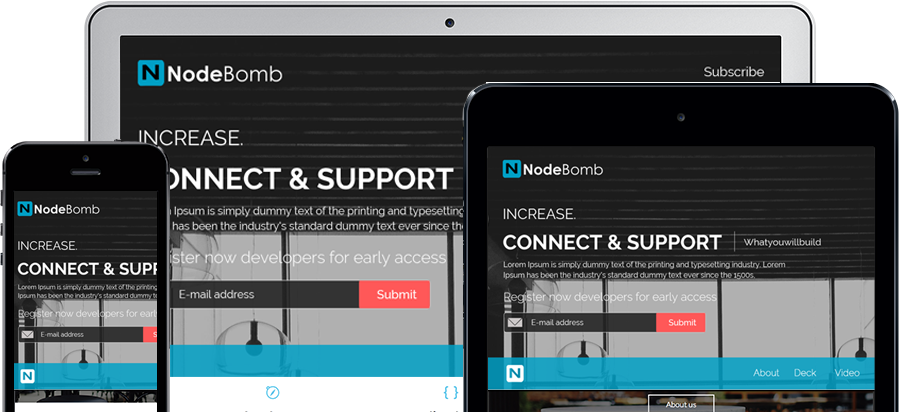 N NodeBomb
Subscribe
INCREASE.
ONNECT & SUPPORT
Ipsum is simply dummy text of the printing and typesetting
has been the industry's standard dummy text ever since the
ister now developers for early access
E-mail address
Submit
N NodeBomb
INCREASE.
CONNECT & SUPP
Lorem Ipsum is simply dummy text of the printing
Ipsum has been the industry's standard dummy
Register now developers for early
E-mail address
S
N
N NodeBomb
INCREASE.
CONNECT & SUPPORT
Whatyouwillbuild
Lorem Ipsum is simply dummy text of the printing and typesetting industry. Lorem
Ipsum has been the industry's standard dummy text ever since the 1500s.
Register now developers for early access
E-mail address
Submit
N
About
Deck
Video
About us